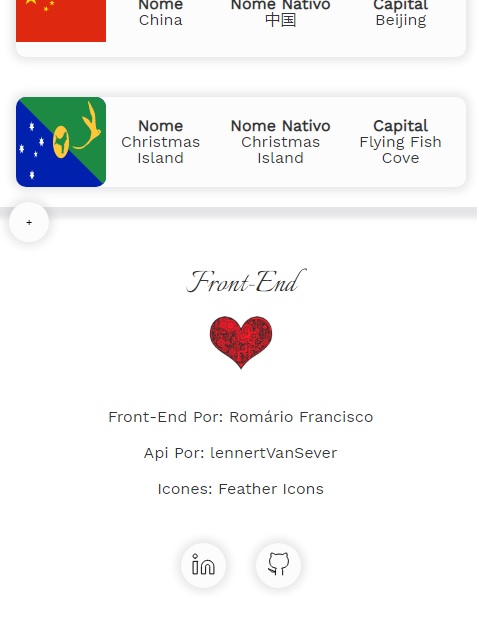 Nome Nome Nativo Capital
China 中国 Beijing
Nome Nome Nativo Capital
Christmas Christmas Flying Fish
Island Island Cove
+
Front-End
Front-End Por: Romário Francisco
Api Por: lennertVanSever
Icones: Feather Icons